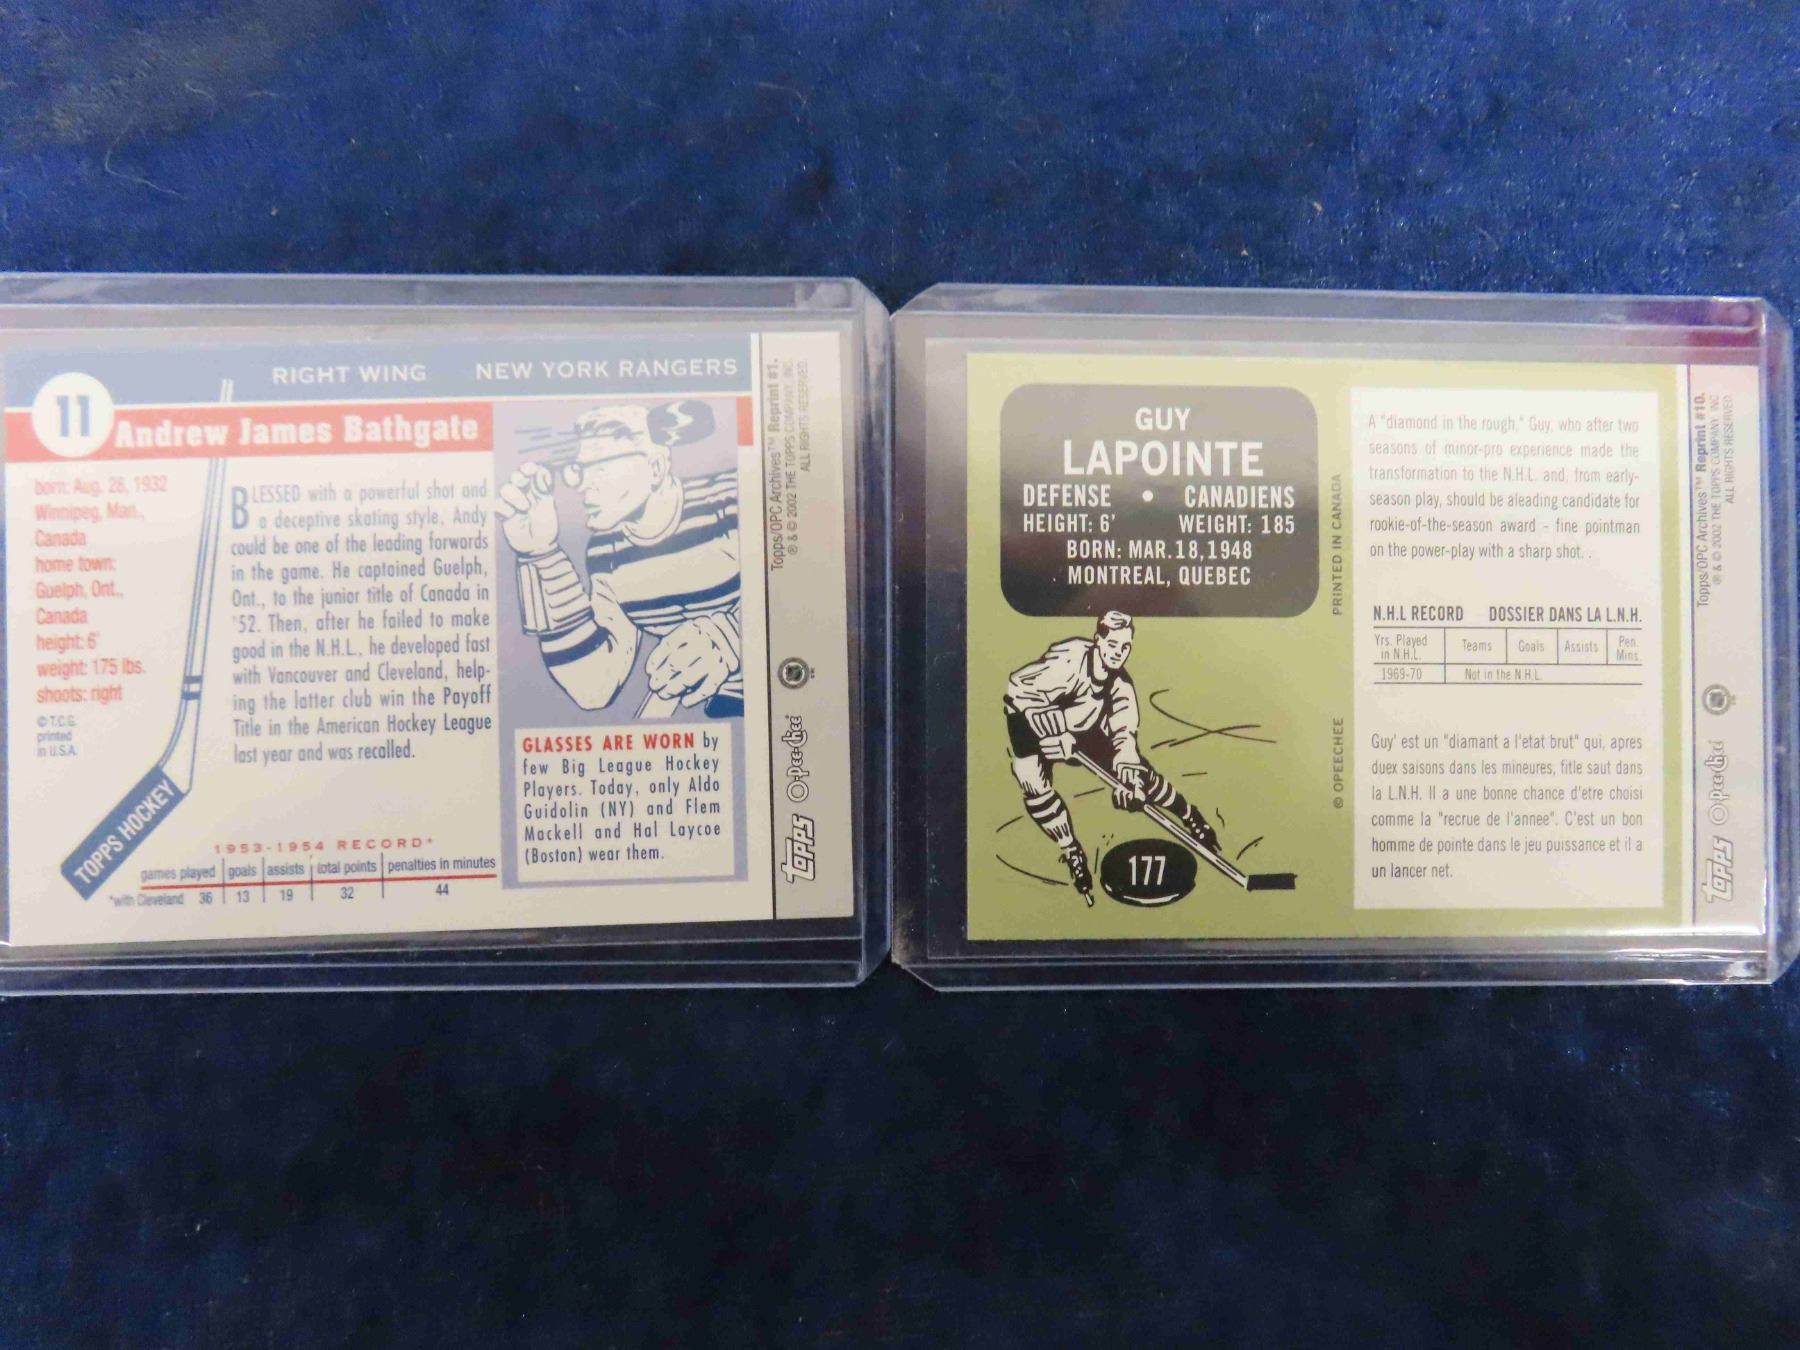 RIGHT WING NEW YORK RANGERS
11
Andrew James Bathgate
born: Aug. 28, 1932
Winnipeg, Man.,
Canada
home town:
Guelph, Ont.,
Canada
height: 6'
weight: 175 lbs.
shoots: right
© T.C.G.
printed
in U.S.A.
TOPPS HOCKEY
BLESSED with a powerful shot and
a deceptive skating style, Andy
could be one of the leading forwards
in the game. He captained Guelph,
Ont., to the junior title of Canada in
'52. Then, after he failed to make
good in the N.H.L., he developed fast
with Vancouver and Cleveland, help-
ing the latter club win the Payoff
Title in the American Hockey League
last year and was recalled.
1953-1954 RECORD*
games played goals assists total points penalties in minutes
*with Cleveland 36 13 19 32 44
GLASSES ARE WORN by
few Big League Hockey
Players. Today, only Aldo
Guidolin (NY) and Flem
Mackell and Hal Laycoe
(Boston) wear them.
Topps/OPC Archives™ Reprint #1.
® & © 2002 THE TOPPS COMPANY, INC.
ALL RIGHTS RESERVED.
Topps O-Pee-Chee
GUY
LAPOINTE
DEFENSE • CANADIENS
HEIGHT: 6' WEIGHT: 185
BORN: MAR.18,1948
MONTREAL, QUEBEC
177
PRINTED IN CANADA
© OPEECHEE
A "diamond in the rough," Guy, who after two
seasons of minor-pro experience made the
transformation to the N.H.L. and, from early-
season play, should be aleading candidate for
rookie-of-the-season award - fine pointman
on the power-play with a sharp shot. .
N.H.L RECORD DOSSIER DANS LA L.N.H.
Yrs. Played in N.H.L. Teams Goals Assists Pen. Mins.
1969-70 Not in the N.H.L.
Guy' est un "diamant a l'etat brut" qui, apres
duex saisons dans les mineures, fitle saut dans
la L.N.H. Il a une bonne chance d'etre choisi
comme la "recrue de l'annee". C'est un bon
homme de pointe dans le jeu puissance et il a
un lancer net.
Topps/OPC Archives™ Reprint #10.
® & © 2002 THE TOPPS COMPANY, INC
ALL RIGHTS RESERVED.
Topps O-Pee-Chee